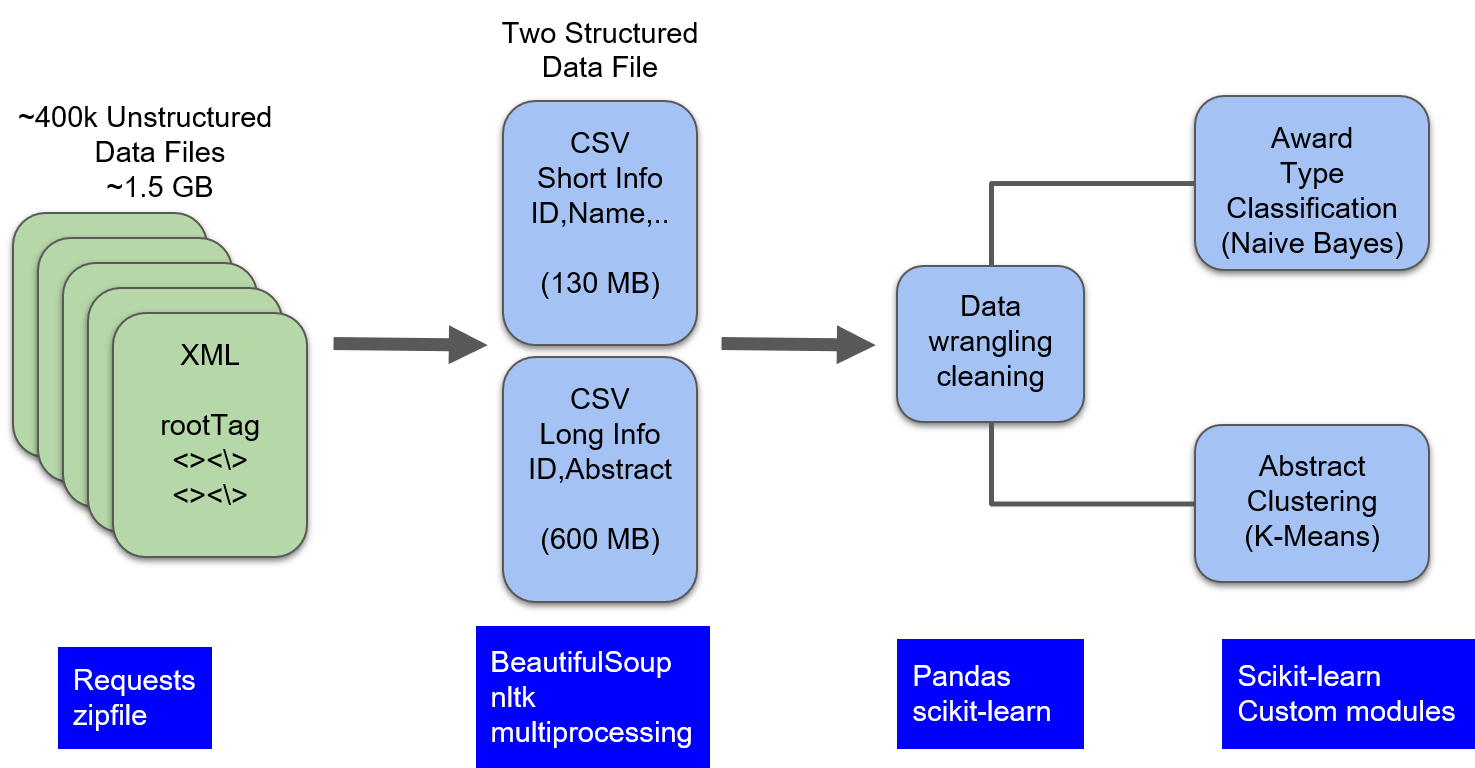 ~400k Unstructured
Data Files
~1.5 GB
XML
rootTag
<><\>
<><\>
Requests
zipfile
Two Structured
Data File
CSV
Short Info
ID,Name,..
(130 MB)
CSV
Long Info
ID,Abstract
(600 MB)
BeautifulSoup
nltk
multiprocessing
Data
wrangling
cleaning
Pandas
scikit-learn
Award
Type
Classification
(Naive Bayes)
Abstract
Clustering
(K-Means)
Scikit-learn
Custom modules